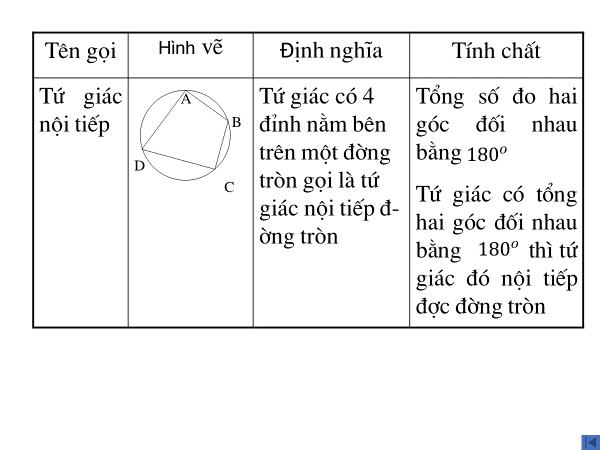 Tên gọi
Hình vẽ
Định nghĩa
Tính chất
Tứ giác
nội tiếp
A
B
D
C
Tứ giác có 4
đỉnh nằm bên
trên một đờng
tròn gọi là tứ
giác nội tiếp đ-
ờng tròn
Tổng số đo hai
góc đối nhau
bằng 180°
Tứ giác có tổng
hai góc đối nhau
bằng 180° thì tứ
giác đó nội tiếp
đợc đờng tròn